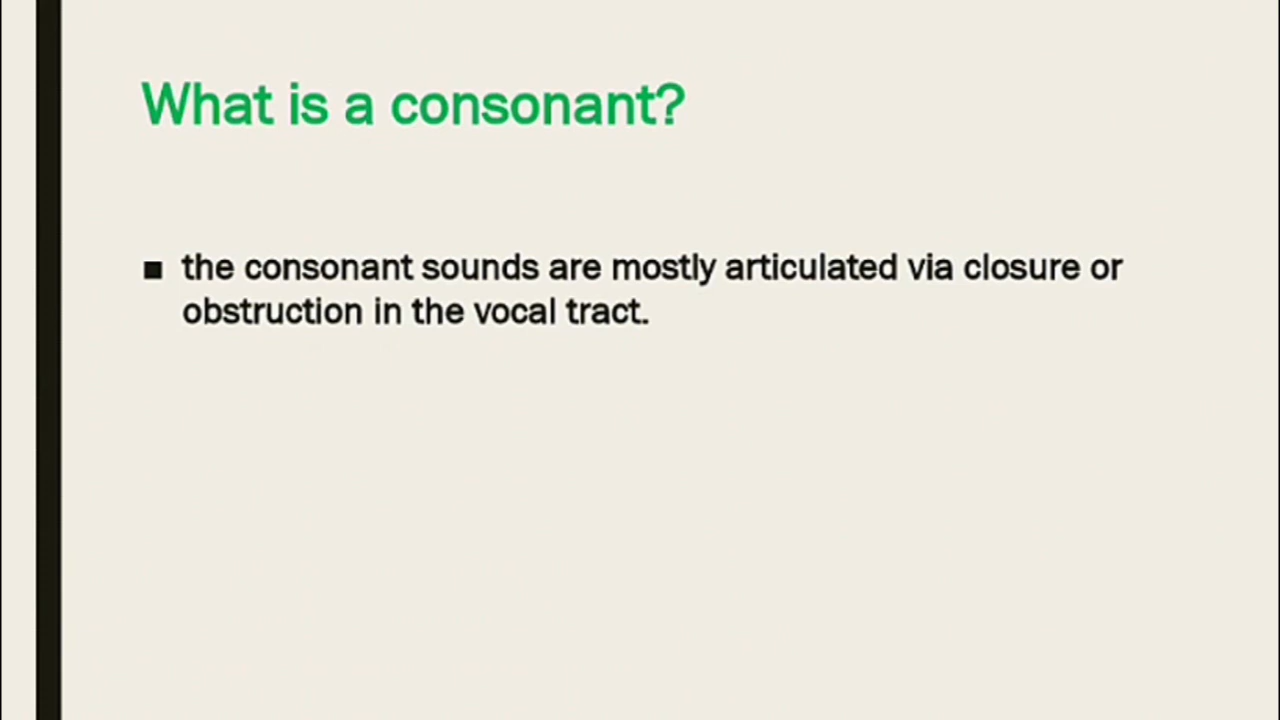 What is a consonant?
■ the consonant sounds are mostly articulated via closure or
obstruction in the vocal tract.